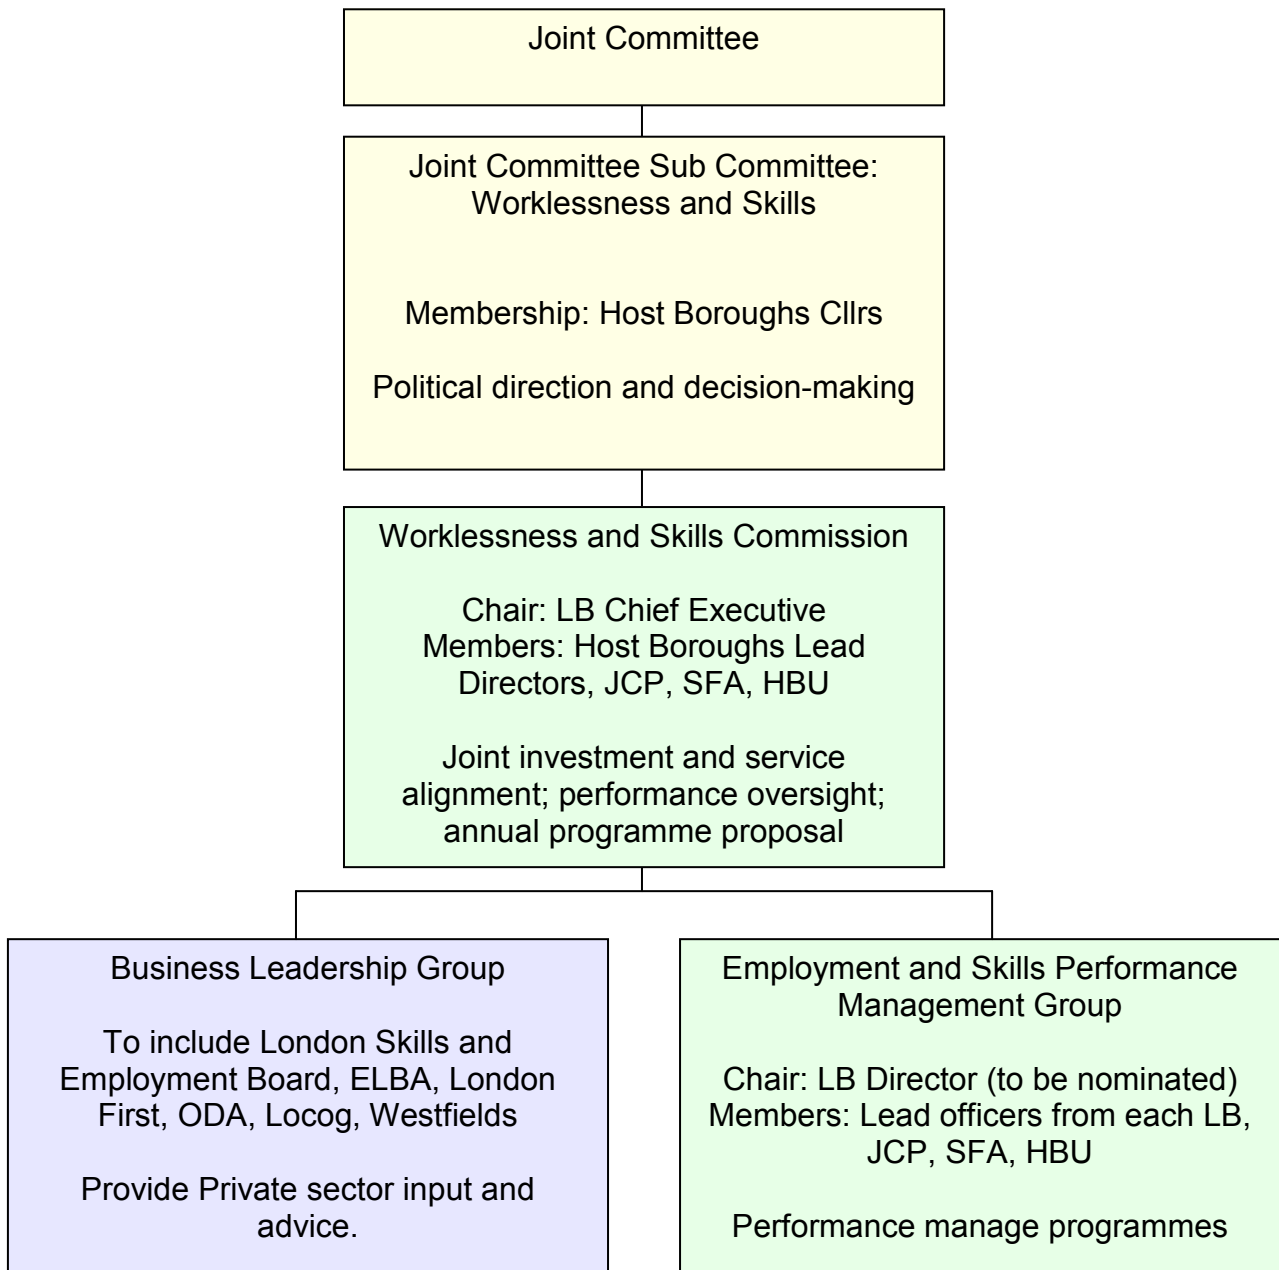 Joint Committee
Joint Committee Sub Committee:
Worklessness and Skills
Membership: Host Boroughs Cllrs
Political direction and decision-making
Worklessness and Skills Commission
Chair: LB Chief Executive
Members: Host Boroughs Lead
Directors, JCP, SFA, HBU
Joint investment and service
alignment; performance oversight;
annual programme proposal
Business Leadership Group
To include London Skills and
Employment Board, ELBA, London
First, ODA, Locog, Westfields
Provide Private sector input and
advice.
Employment and Skills Performance
Management Group
Chair: LB Director (to be nominated)
Members: Lead officers from each LB,
JCP, SFA, HBU
Performance manage programmes